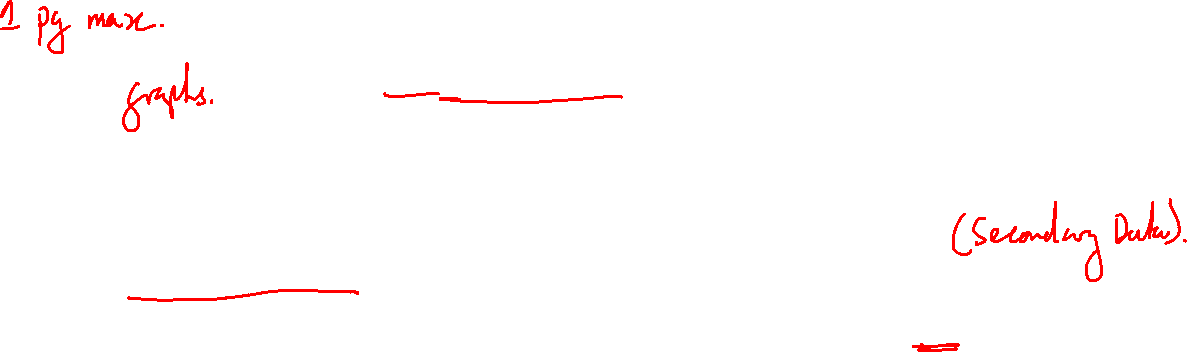 1 pg max.
graphs.
(Secondary Data).